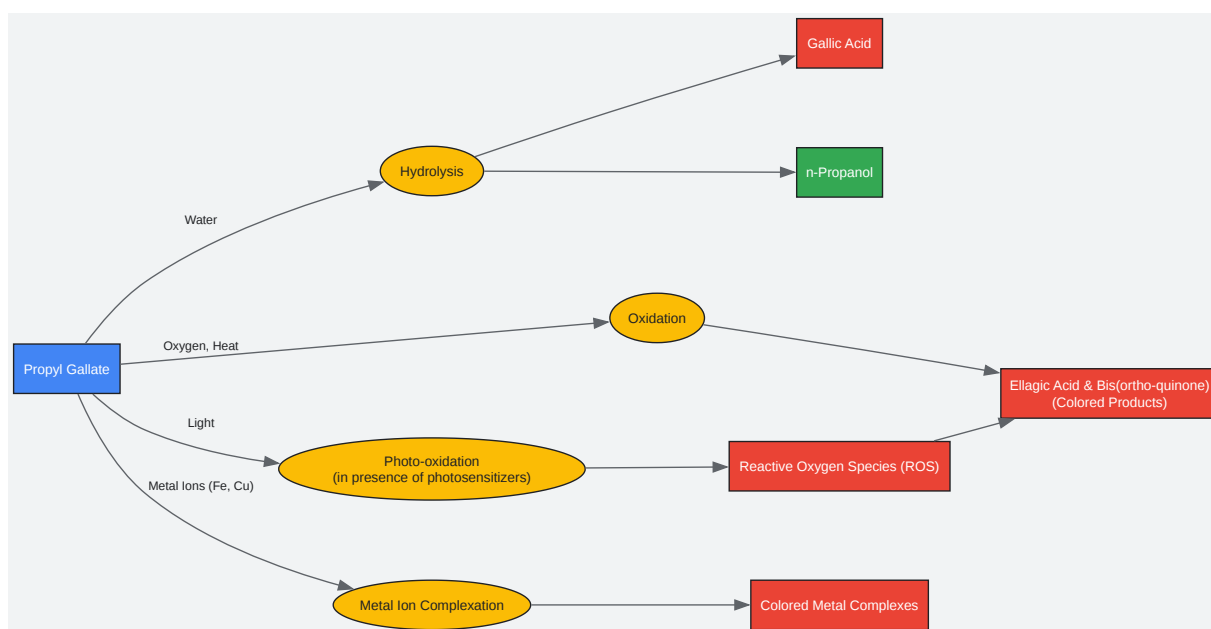 Gallic Acid
Hydrolysis
n-Propanol
Water
Oxidation
Oxygen, Heat
Propyl Gallate
Ellagic Acid & Bis(ortho-quinone)
(Colored Products)
Light
Photo-oxidation
(in presence of photosensitizers)
Reactive Oxygen Species (ROS)
Metal Ions (Fe, Cu)
Metal Ion Complexation
Colored Metal Complexes